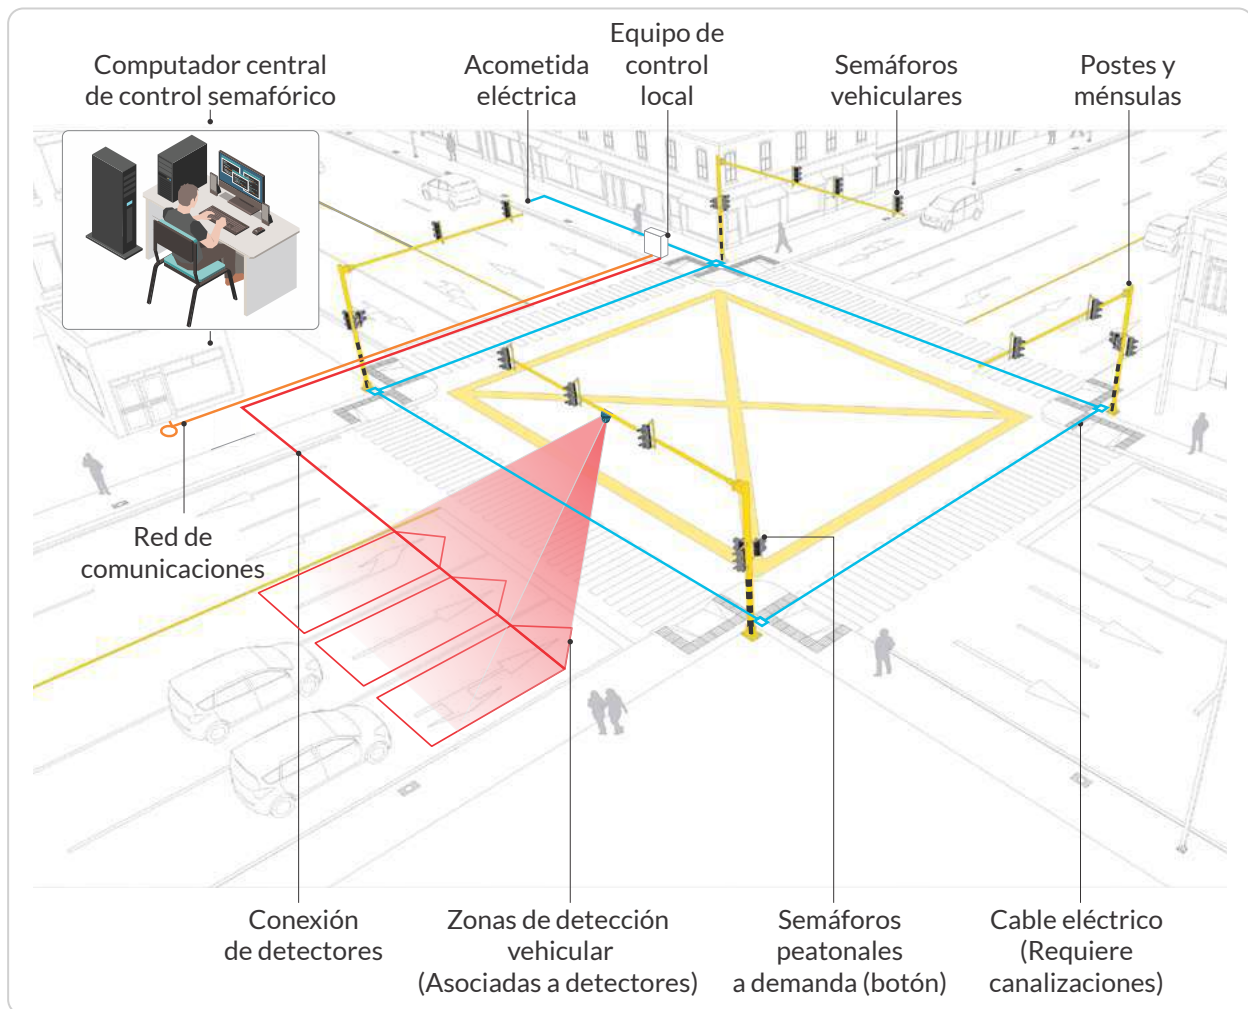 Computador central
de control semafórico
Acometida
eléctrica
Equipo de
control
local
Semáforos
vehiculares
Postes y
ménsulas
Red de
comunicaciones
Conexión
de detectores
Zonas de detección
vehicular
(Asociadas a detectores)
Semáforos
peatonales
a demanda (botón)
Cable eléctrico
(Requiere
canalizaciones)